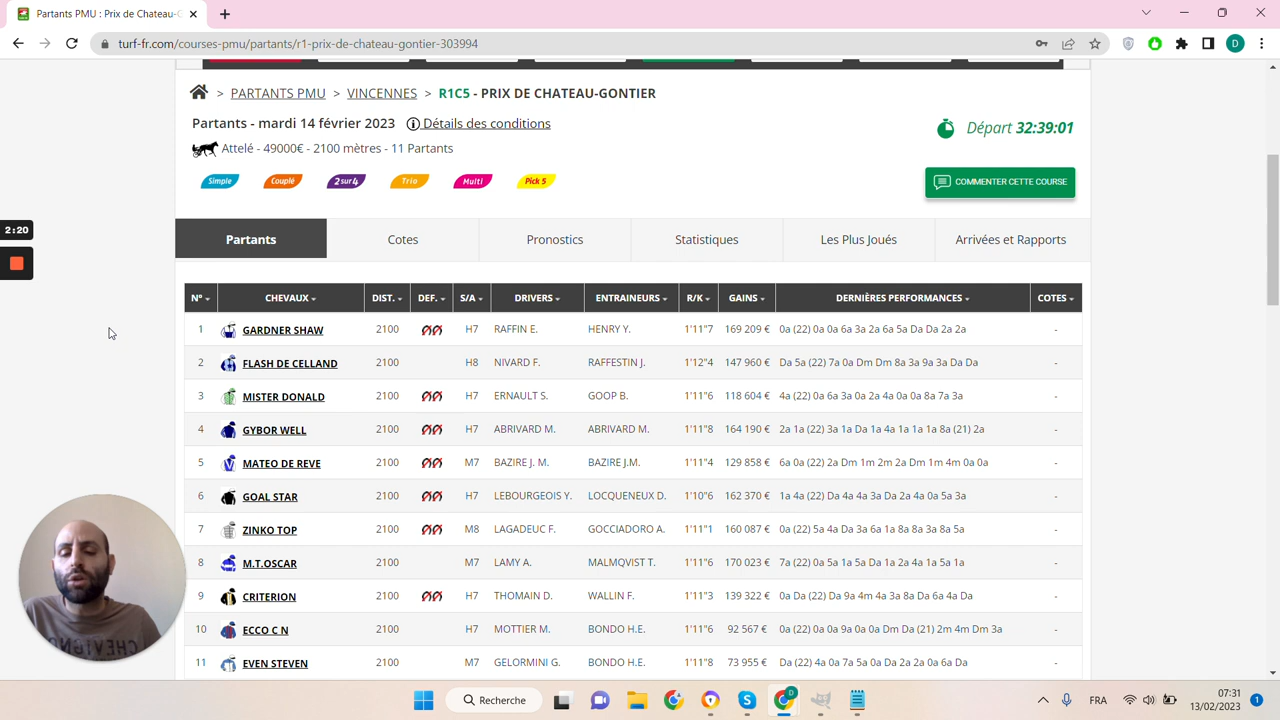 Partants PMU : Prix de Chateau-G
turf-fr.com/courses-pmu/partants/r1-prix-de-chateau-gontier-303994
D
> PARTANTS PMU > VINCENNES > R1C5 - PRIX DE CHATEAU-GONTIER
Partants - mardi 14 février 2023 Détails des conditions
Départ 32:39:01
Attelé - 49000€ - 2100 mètres - 11 Partants
Simple Couplé 2sur4 Trio Multi Pick 5
COMMENTER CETTE COURSE
2:20
Partants Cotes Pronostics Statistiques Les Plus Joués Arrivées et Rapports
N° CHEVAUX DIST. DEF. S/A DRIVERS ENTRAINEURS R/K GAINS DERNIÈRES PERFORMANCES COTES
1 GARDNER SHAW 2100 H7 RAFFIN E. HENRY Y. 1'11"7 169 209 € 0a (22) 0a 0a 6a 3a 2a 6a 5a Da Da 2a 2a -
2 FLASH DE CELLAND 2100 H8 NIVARD F. RAFFESTIN J. 1'12"4 147 960 € Da 5a (22) 7a 0a Dm Dm 8a 3a 9a 3a Da Da -
3 MISTER DONALD 2100 H7 ERNAULT S. GOOP B. 1'11"6 118 604 € 4a (22) 0a 6a 3a 0a 2a 4a 0a 0a 8a 7a 3a -
4 GYBOR WELL 2100 H7 ABRIVARD M. ABRIVARD M. 1'11"8 164 190 € 2a 1a (22) 3a 1a Da 1a 4a 1a 1a 1a 8a (21) 2a -
5 MATEO DE REVE 2100 M7 BAZIRE J. M. BAZIRE J.M. 1'11"4 129 858 € 6a 0a (22) 2a Dm 1m 2m 2a Dm 1m 4m 0a 0a -
6 GOAL STAR 2100 H7 LEBOURGEOIS Y. LOCQUENEUX D. 1'10"6 162 370 € 1a 4a (22) Da 4a 4a 3a Da 2a 4a 0a 5a 3a -
7 ZINKO TOP 2100 M8 LAGADEUC F. GOCCIADORO A. 1'11"1 160 087 € 0a (22) 5a 4a Da 3a 6a 1a 8a 8a 3a 8a 5a -
8 M.T.OSCAR 2100 M7 LAMY A. MALMQVIST T. 1'11"6 170 023 € 7a (22) 0a 5a 1a 5a Da 1a 2a 4a 1a 5a 1a -
9 CRITERION 2100 H7 THOMAIN D. WALLIN F. 1'11"3 139 322 € 0a Da (22) Da 9a 4m 4a 3a 8a Da 6a 4a Da -
10 ECCO C N 2100 H7 MOTTIER M. BONDO H.E. 1'11"6 92 567 € 0a (22) 0a 0a 9a 0a 0a Dm Da (21) 2m 4m Dm 3a -
11 EVEN STEVEN 2100 M7 GELORMINI G. BONDO H.E. 1'11"8 73 955 € Da (22) 4a 0a 7a 5a 0a Da 2a 2a 0a 6a Da -
CHEVIGNON
Recherche
FRA
07:31
13/02/2023
1